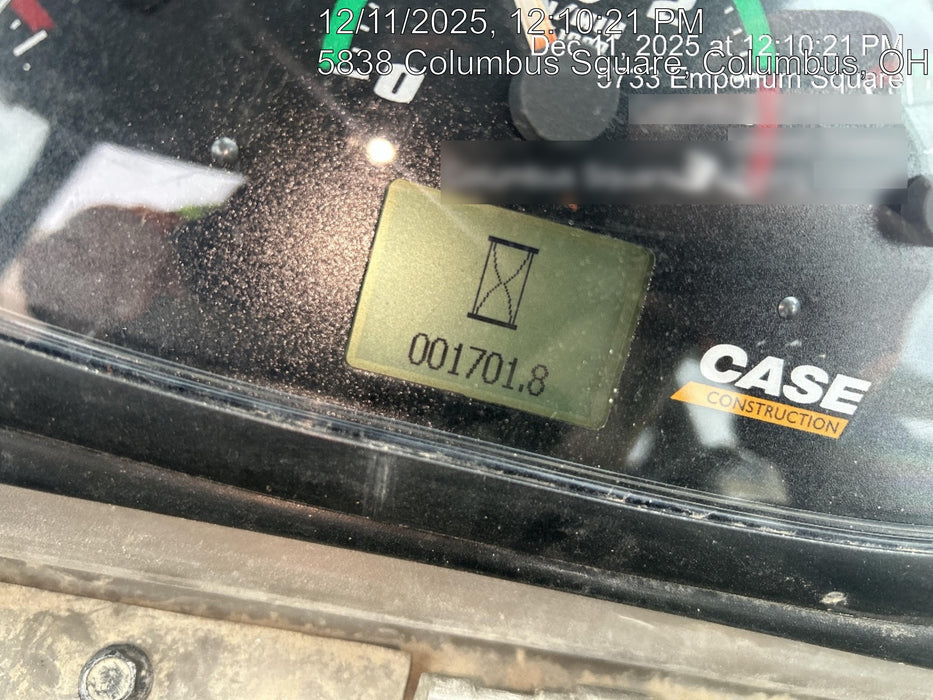 12/11/2025, 12:10:21 PM
Dec 11, 2025 at 12:10:21 PM
5838 Columbus Square, Columbus, OH
5733 Emporium Square
0
001701.8
CASE
CONSTRUCTION